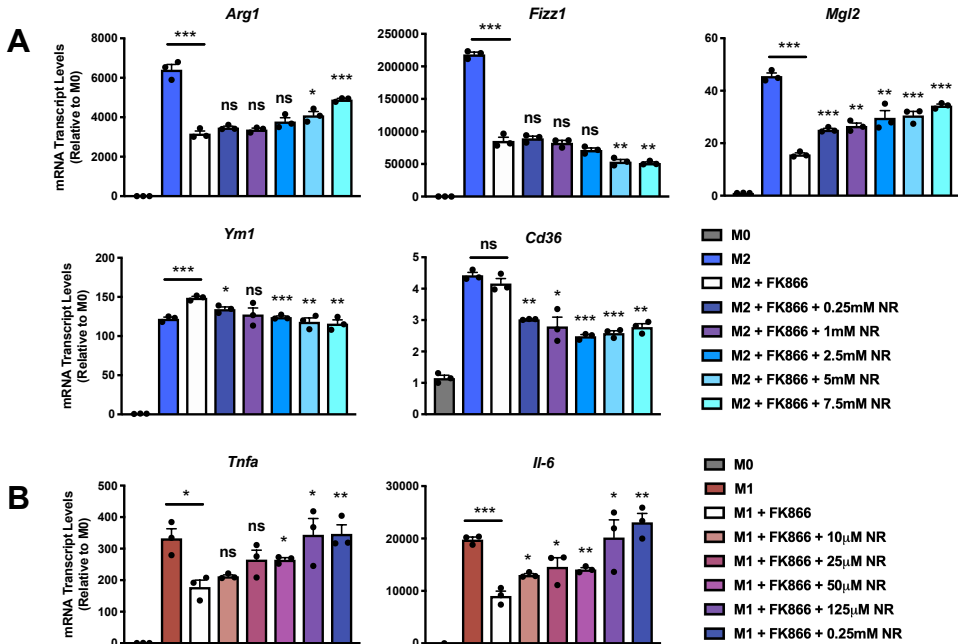 A
Arg1
mRNA Transcript Levels
(Relative to M0)
8000
6000
4000
2000
0
***
ns
ns
ns
*
***
Fizz1
250000
200000
150000
100000
50000
0
***
ns
ns
ns
**
**
Mgl2
60
40
20
0
***
***
**
**
***
***
Ym1
mRNA Transcript Levels
(Relative to M0)
200
150
100
50
0
***
*
ns
***
**
**
Cd36
6
5
4
3
2
1
0
ns
**
*
***
***
**
M0
M2
M2 + FK866
M2 + FK866 + 0.25mM NR
M2 + FK866 + 1mM NR
M2 + FK866 + 2.5mM NR
M2 + FK866 + 5mM NR
M2 + FK866 + 7.5mM NR
B
Tnfa
mRNA Transcript Levels
(Relative to M0)
500
400
300
200
100
0
*
ns
ns
*
*
**
Il-6
30000
20000
10000
0
***
*
*
**
*
**
M0
M1
M1 + FK866
M1 + FK866 + 10μM NR
M1 + FK866 + 25μM NR
M1 + FK866 + 50μM NR
M1 + FK866 + 125μM NR
M1 + FK866 + 0.25mM NR